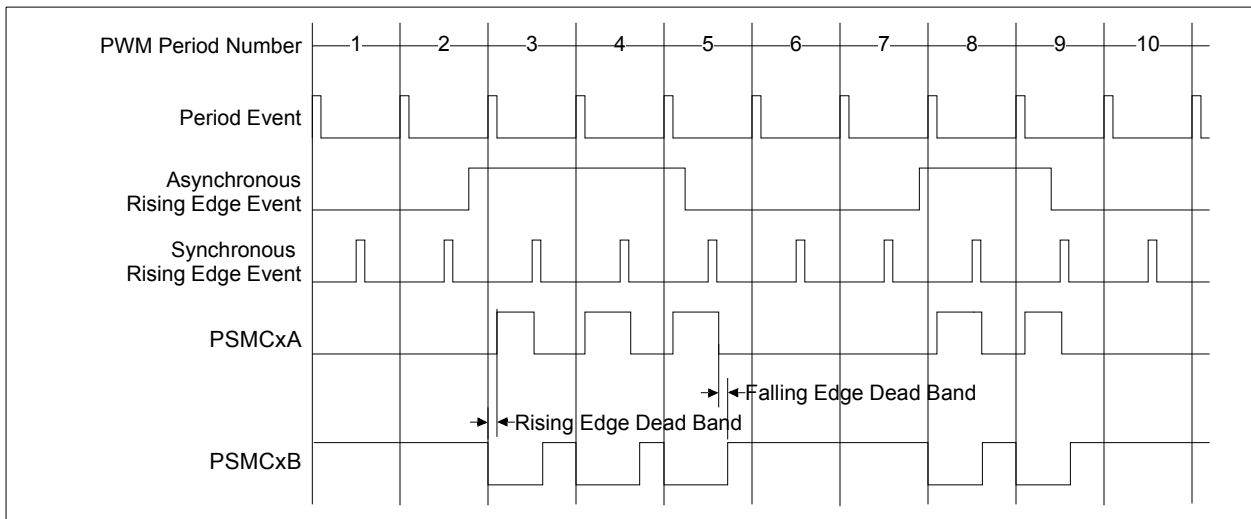 PWM Period Number
1 2 3 4 5 6 7 8 9 10
Period Event
Asynchronous
Rising Edge Event
Synchronous
Rising Edge Event
PSMCxA
Falling Edge Dead Band
Rising Edge Dead Band
PSMCxB